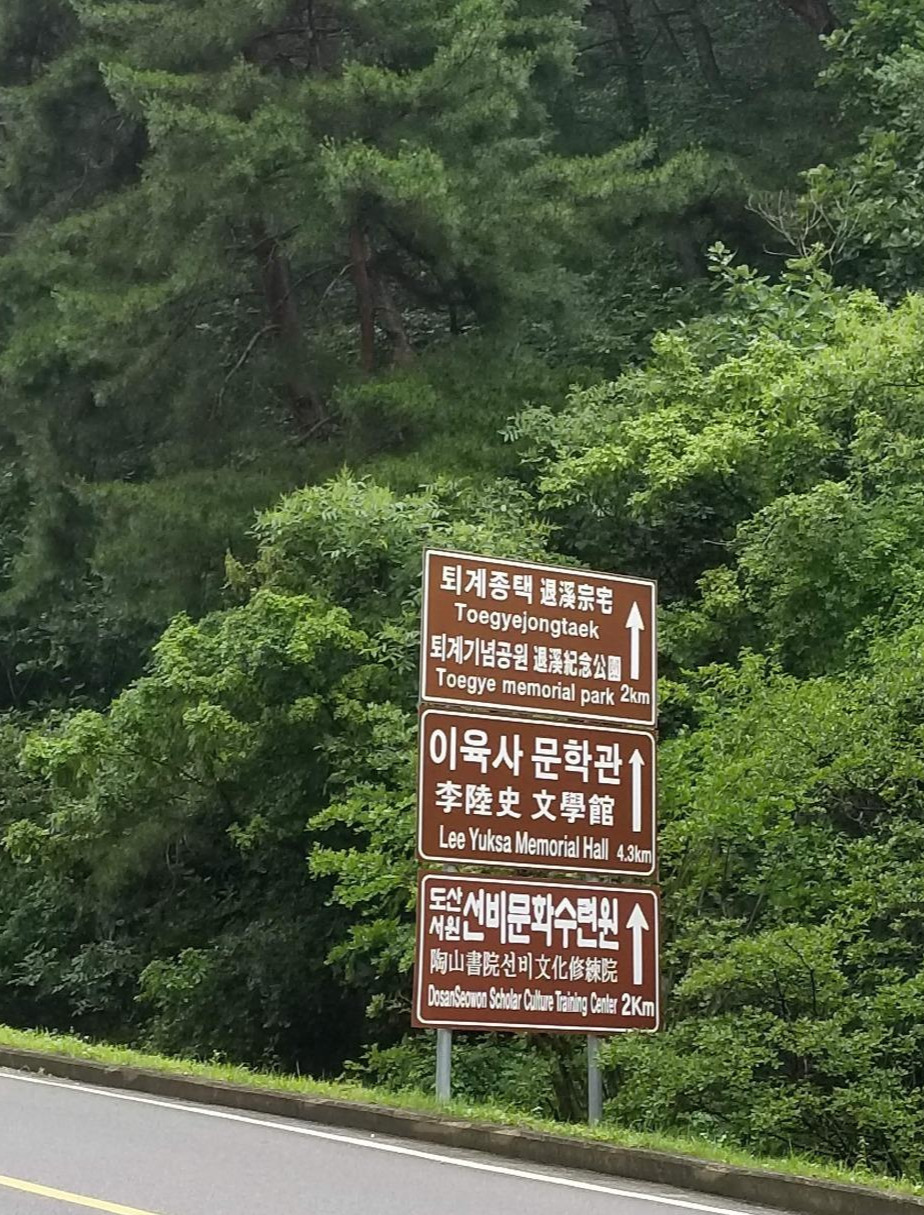 퇴계종택 退溪宗宅
Toegyejongtaek
퇴계기념공원 退溪紀念公園
Toegye memorial park 2km
이육사 문학관
李陸史 文學館
Lee Yuksa Memorial Hall 4.3km
도산서원 선비문화수련원
陶山書院선비文化修練院
DosanSeowon Scholar Culture Training Center 2Km